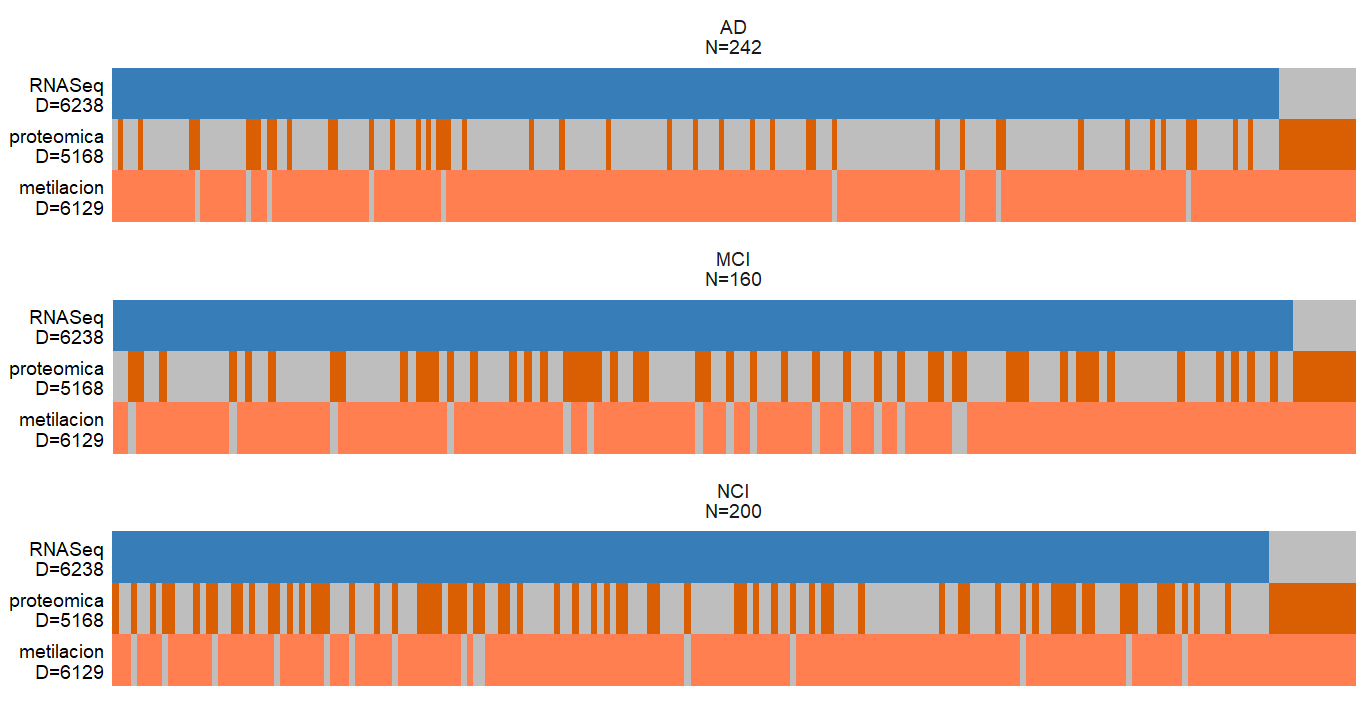 AD
N=242
RNASeq
D=6238
proteomica
D=5168
metilacion
D=6129
MCI
N=160
RNASeq
D=6238
proteomica
D=5168
metilacion
D=6129
NCI
N=200
RNASeq
D=6238
proteomica
D=5168
metilacion
D=6129